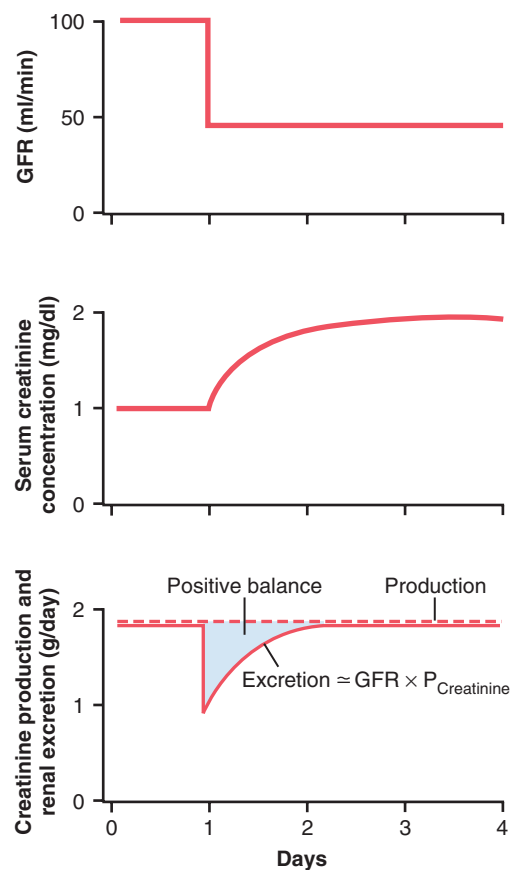 GFR (ml/min)
100
50
0
Serum creatinine
concentration (mg/dl)
2
1
0
Creatinine production and
renal excretion (g/day)
2
1
0
Positive balance
Production
Excretion ≃ GFR × PCreatinine
0 1 2 3 4
Days